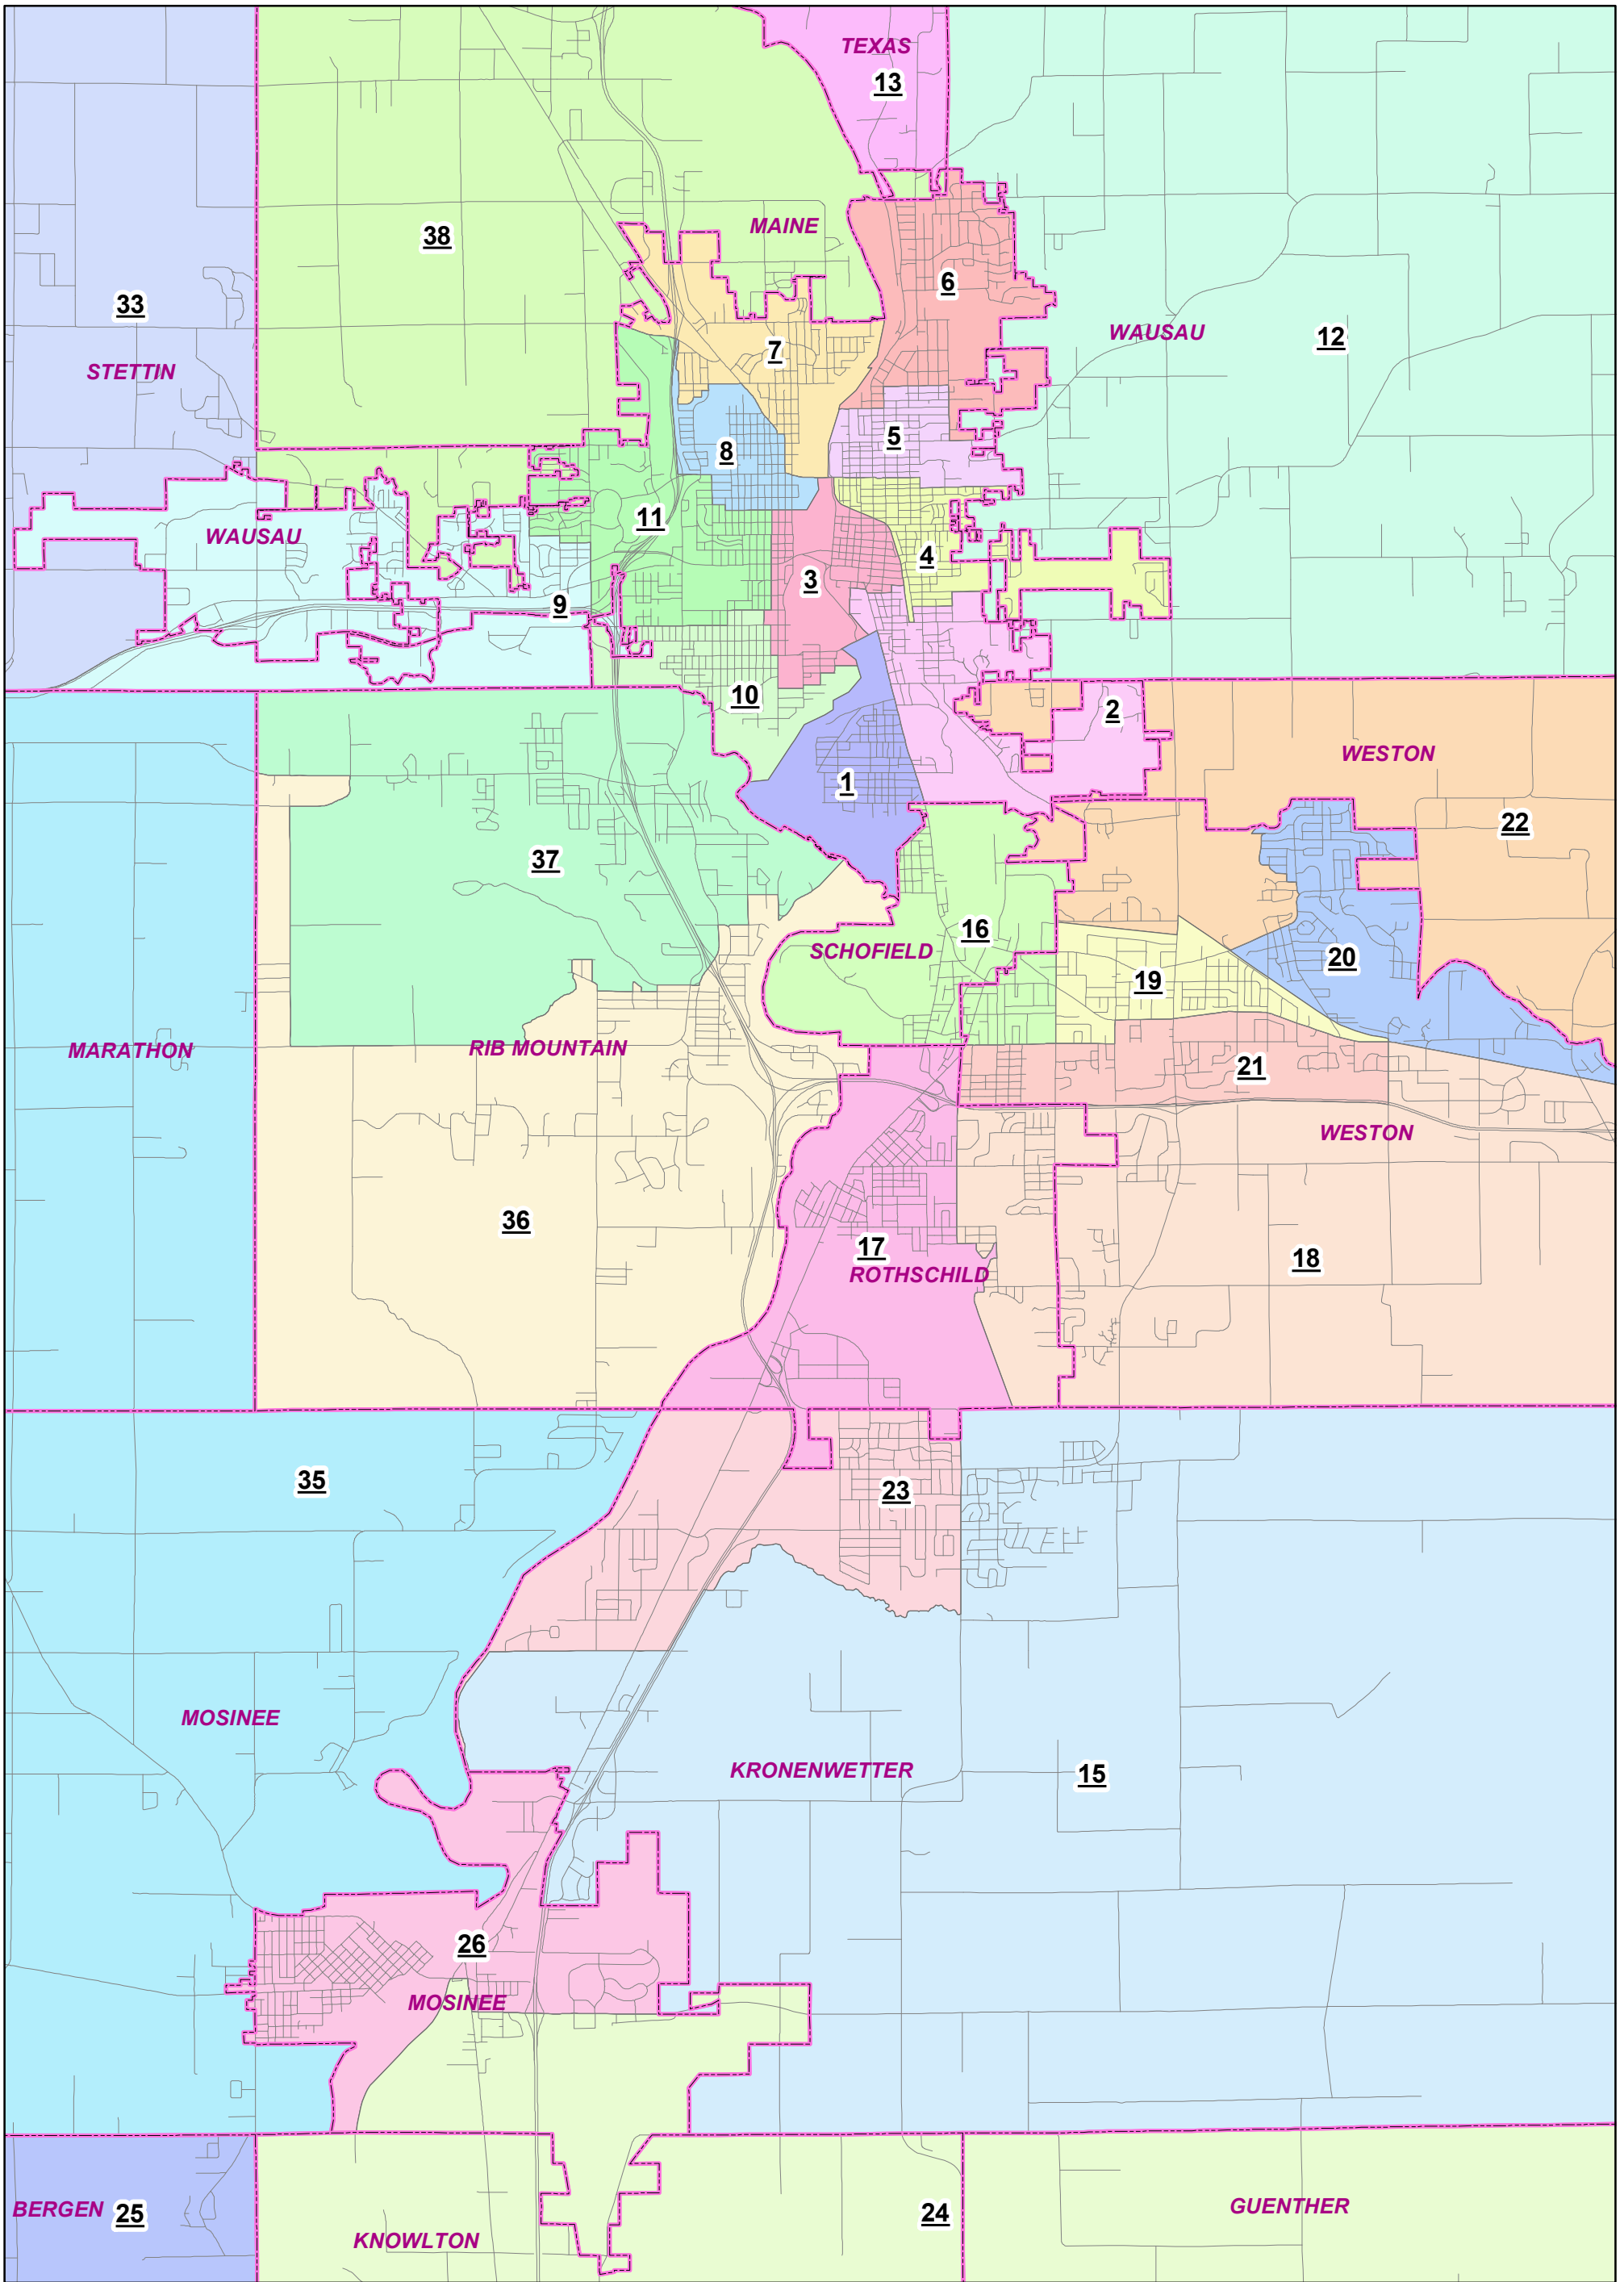 TEXAS
13
MAINE
38
6
33
WAUSAU
12
7
STETTIN
5
8
11
WAUSAU
4
3
9
10
2
WESTON
1
22
37
16
SCHOFIELD
20
19
MARATHON
RIB MOUNTAIN
21
WESTON
36
17
18
ROTHSCHILD
35
23
MOSINEE
KRONENWETTER
15
26
MOSINEE
BERGEN 25
24
GUENTHER
KNOWLTON